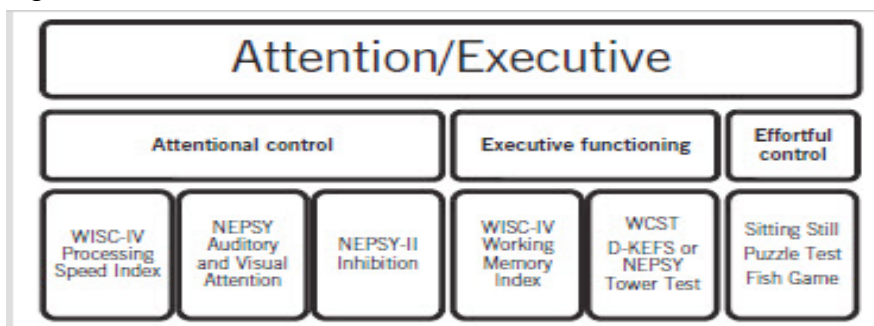 Attention/Executive
Attentional control
Executive functioning
Effortful
control
WISC-IV
Processing
Speed Index
NEPSY
Auditory
and Visual
Attention
NEPSY-II
Inhibition
WISC-IV
Working
Memory
Index
WCST
D-KEFS or
NEPSY
Tower Test
Sitting Still
Puzzle Test
Fish Game